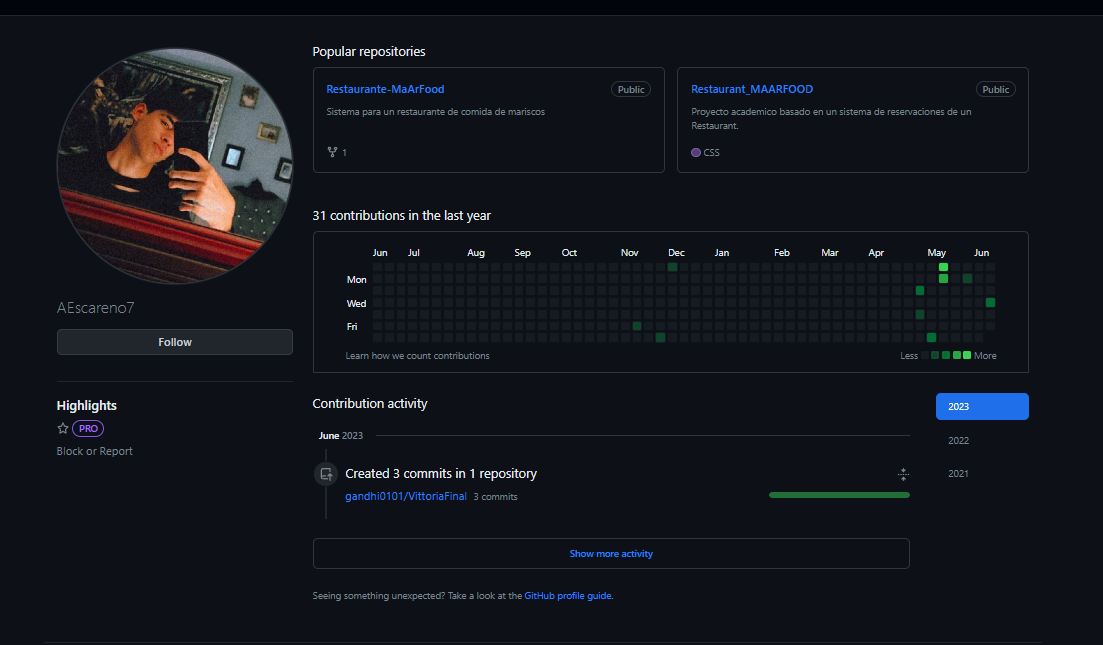 Popular repositories
Restaurante-MaArFood
Public
Sistema para un restaurante de comida de mariscos
1
Restaurant_MAARFOOD
Public
Proyecto academico basado en un sistema de reservaciones de un
Restaurant.
CSS
AEscareno7
Follow
Highlights
PRO
Block or Report
31 contributions in the last year
Jun Jul Aug Sep Oct Nov Dec Jan Feb Mar Apr May Jun
Mon
Wed
Fri
Learn how we count contributions
Less More
Contribution activity
2023
2022
2021
June 2023
Created 3 commits in 1 repository
gandhi0101/VittoriaFinal 3 commits
Show more activity
Seeing something unexpected? Take a look at the GitHub profile guide.